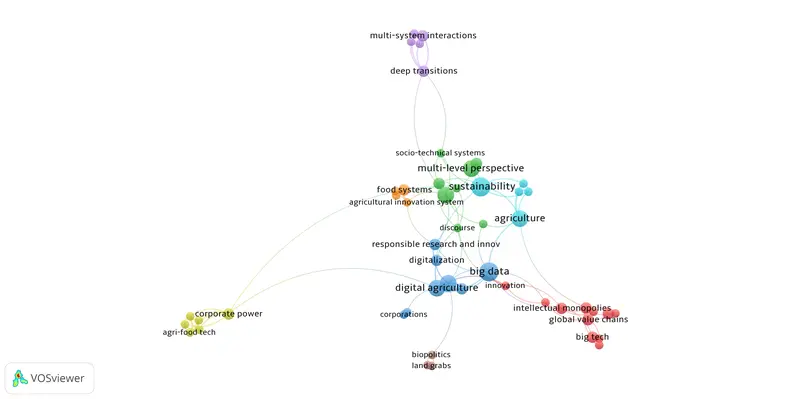 multi-system interactions
deep transitions
socio-technical systems
multi-level perspective
sustainability
food systems
agricultural innovation system
agriculture
discourse
responsible research and innov
digitalization
big data
innovation
digital agriculture
intellectual monopolies
corporate power
corporations
global value chains
agri-food tech
big tech
biopolitics
land grabs
VOSviewer